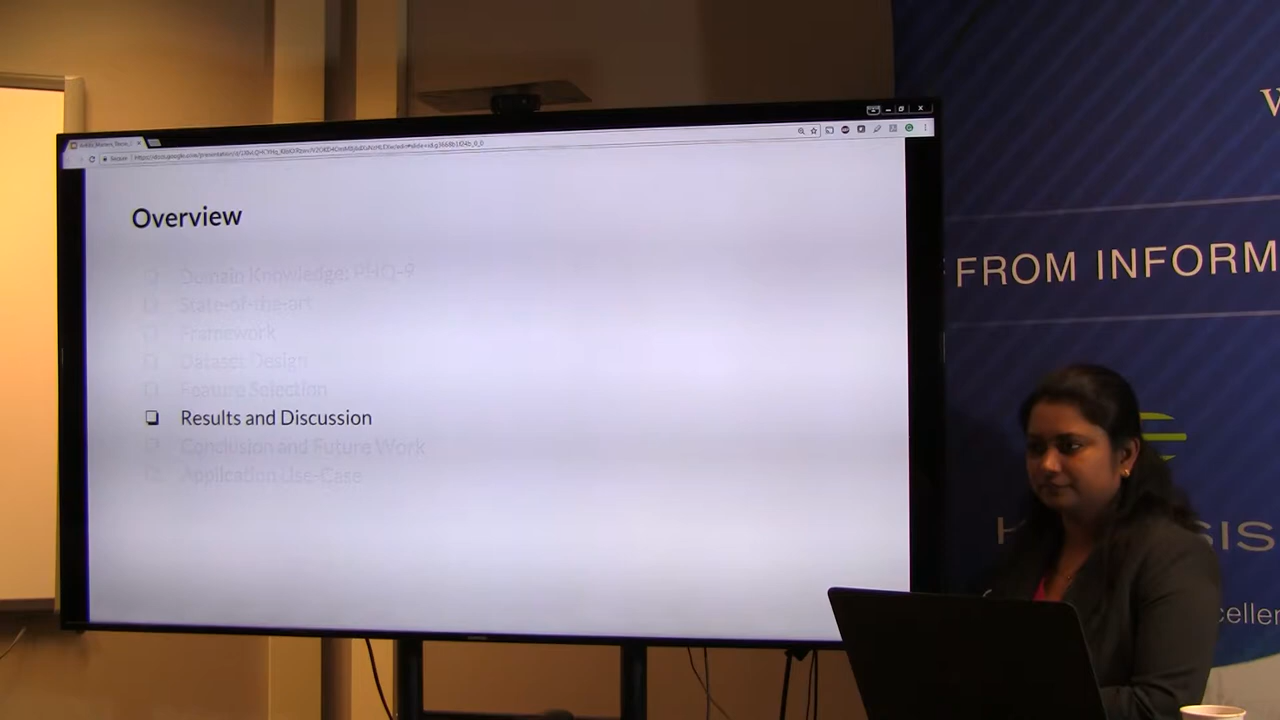 Overview
Domain Knowledge: PHQ-9
State-of-the-art
Framework
Dataset Design
Feature Selection
Results and Discussion
Conclusion and Future Work
Application Use-Case
FROM INFORM
SIS